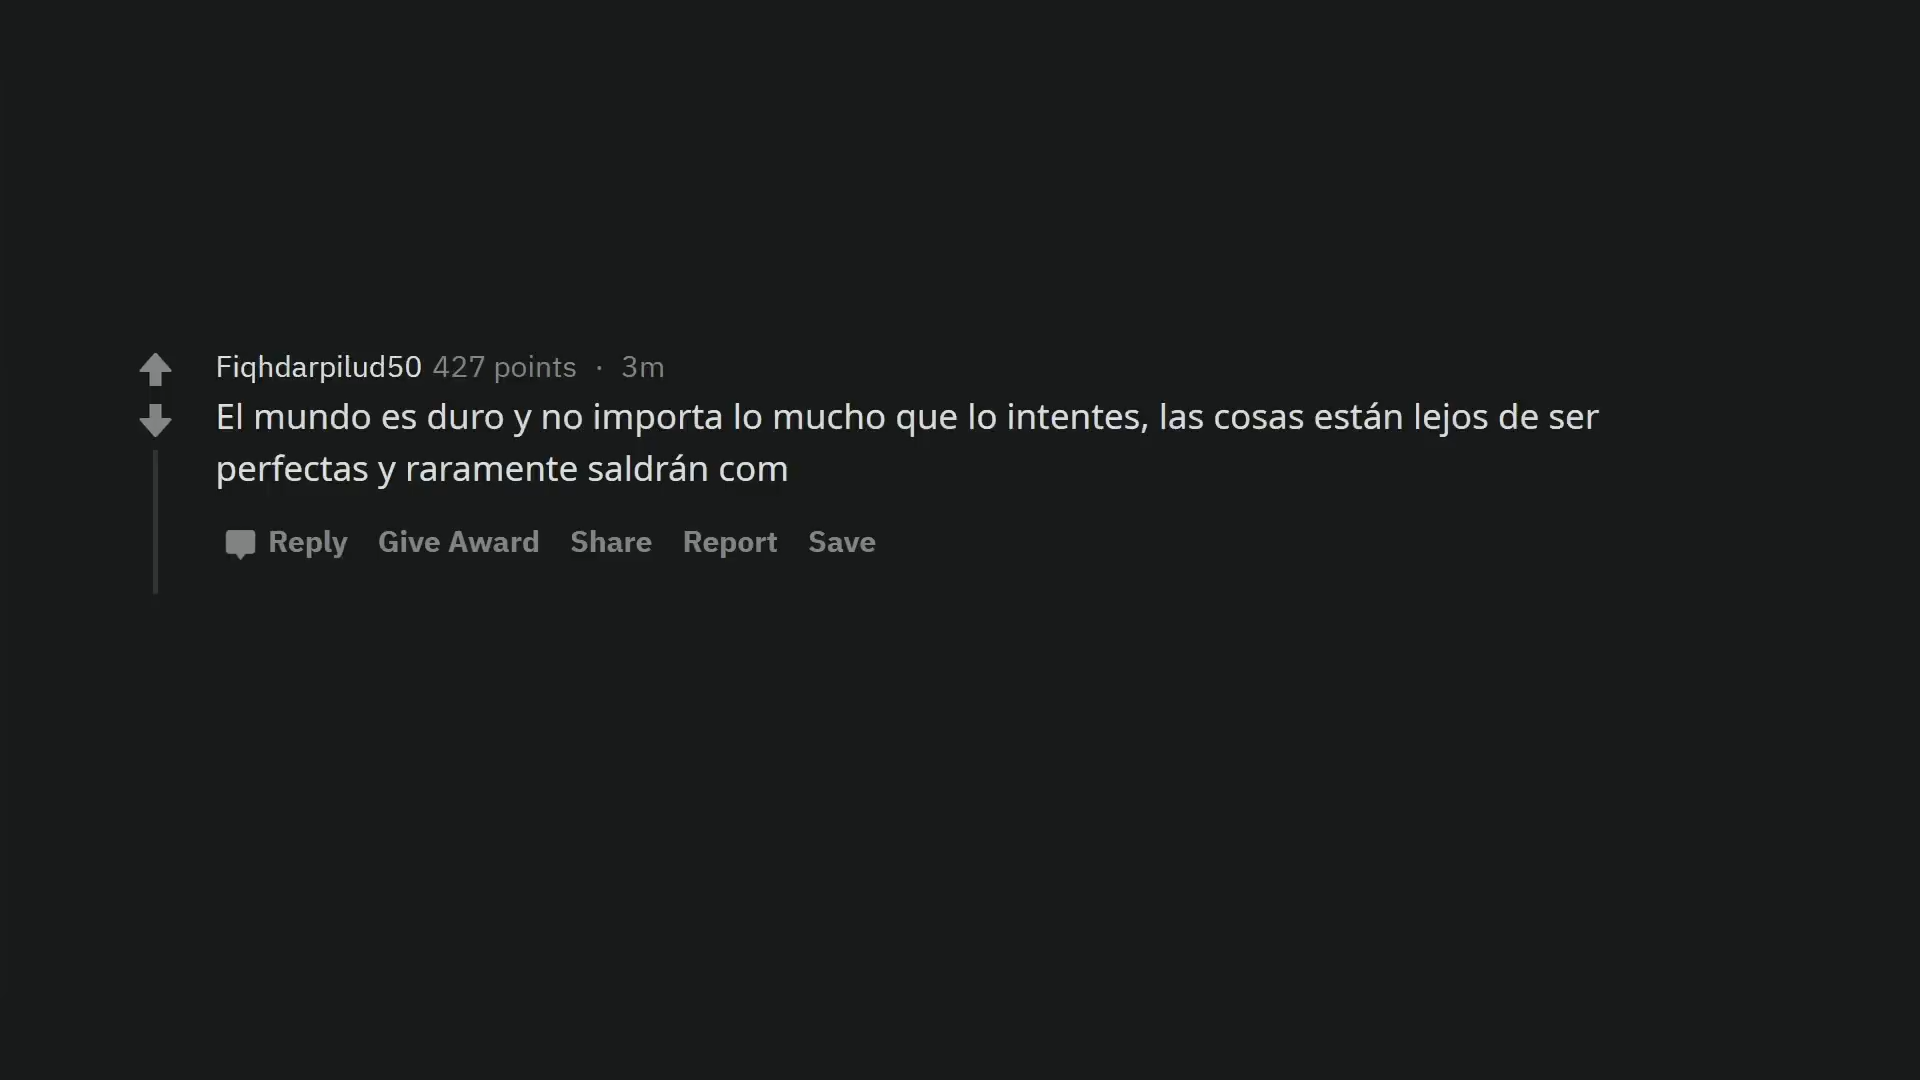 Fiqhdarpilud50 427 points · 3m
El mundo es duro y no importa lo mucho que lo intentes, las cosas están lejos de ser
perfectas y raramente saldrán com
Reply Give Award Share Report Save